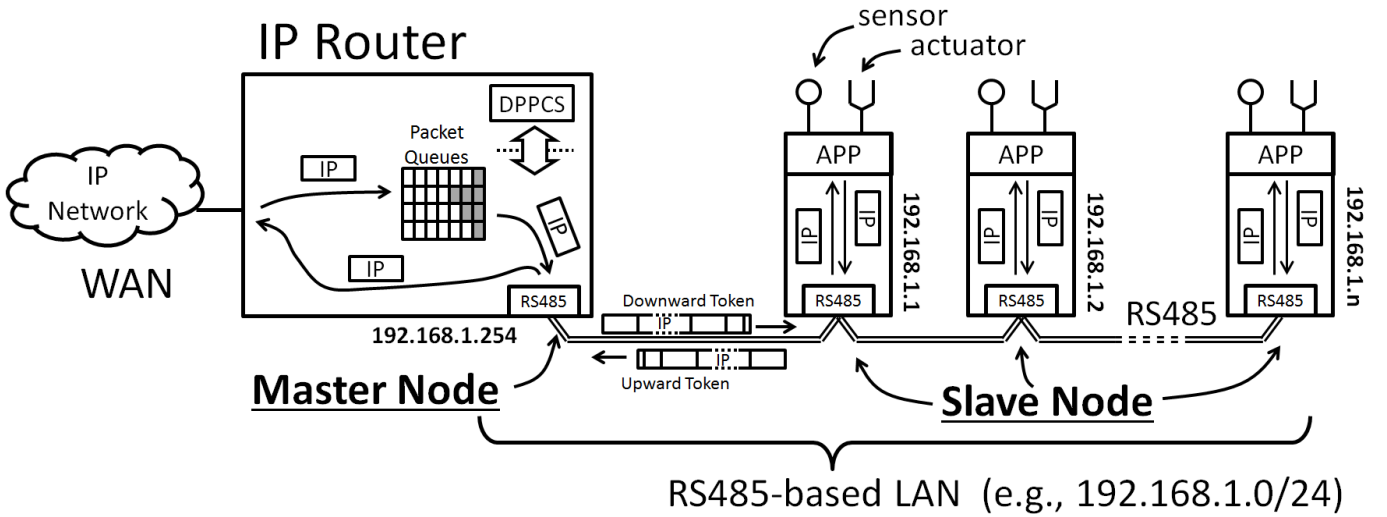 sensor
actuator
IP Router
DPPCS
Packet
Queues
IP
IP
IP
IP
Network
WAN
RS485
192.168.1.254
Downward Token
IP
IP
Upward Token
APP
IP
IP
RS485
192.168.1.1
APP
IP
IP
RS485
192.168.1.2
RS485
APP
IP
IP
RS485
192.168.1.n
Master Node
Slave Node
RS485-based LAN (e.g., 192.168.1.0/24)